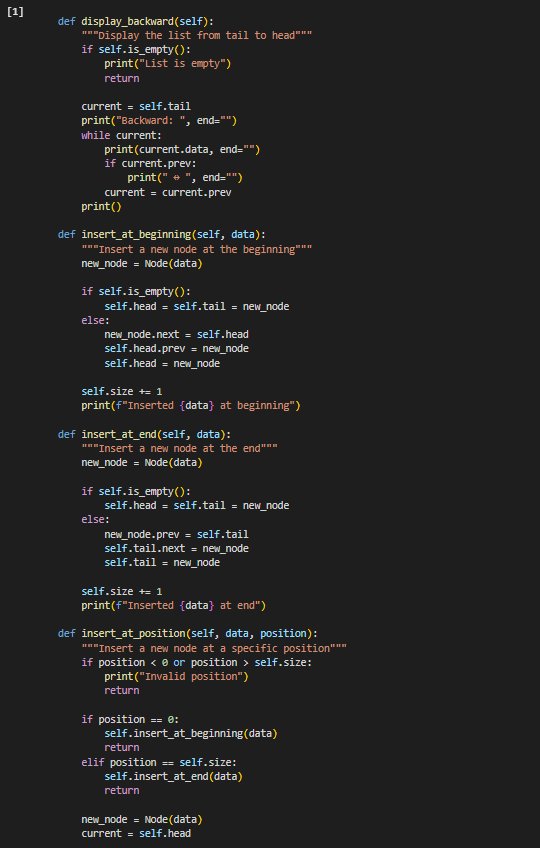 [1]
    def display_backward(self):
        """Display the list from tail to head"""
        if self.is_empty():
            print("List is empty")
            return

        current = self.tail
        print("Backward: ", end="")
        while current:
            print(current.data, end="")
            if current.prev:
                print(" ↔ ", end="")
            current = current.prev
        print()

    def insert_at_beginning(self, data):
        """Insert a new node at the beginning"""
        new_node = Node(data)

        if self.is_empty():
            self.head = self.tail = new_node
        else:
            new_node.next = self.head
            self.head.prev = new_node
            self.head = new_node

        self.size += 1
        print(f"Inserted {data} at beginning")

    def insert_at_end(self, data):
        """Insert a new node at the end"""
        new_node = Node(data)

        if self.is_empty():
            self.head = self.tail = new_node
        else:
            new_node.prev = self.tail
            self.tail.next = new_node
            self.tail = new_node

        self.size += 1
        print(f"Inserted {data} at end")

    def insert_at_position(self, data, position):
        """Insert a new node at a specific position"""
        if position < 0 or position > self.size:
            print("Invalid position")
            return

        if position == 0:
            self.insert_at_beginning(data)
            return
        elif position == self.size:
            self.insert_at_end(data)
            return

        new_node = Node(data)
        current = self.head